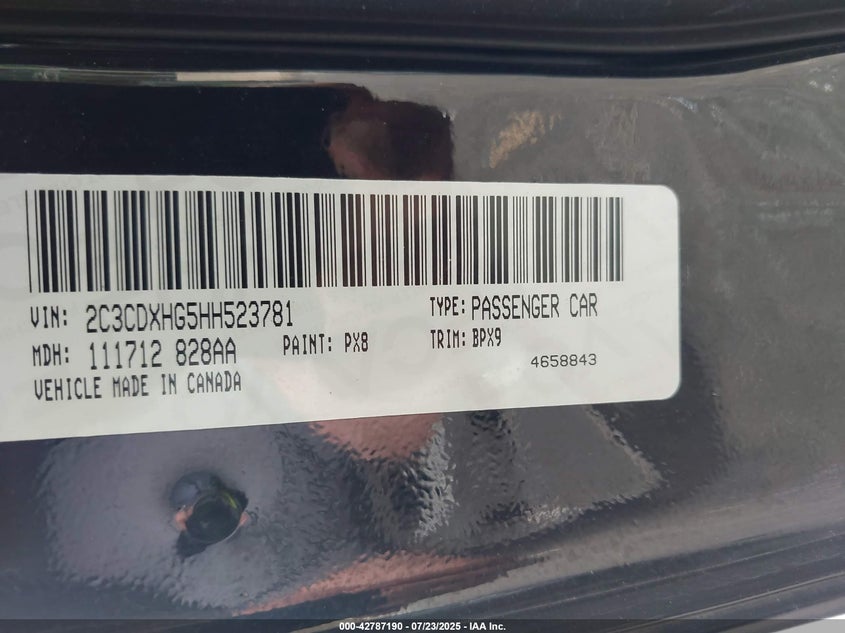 VIN: 2C3CDXHG5HH523781 TYPE: PASSENGER CAR
MDH: 111712 828AA PAINT: PX8 TRIM: BPX9
VEHICLE MADE IN CANADA 4658843
000-42787190 - 07/23/2025 - IAA Inc.